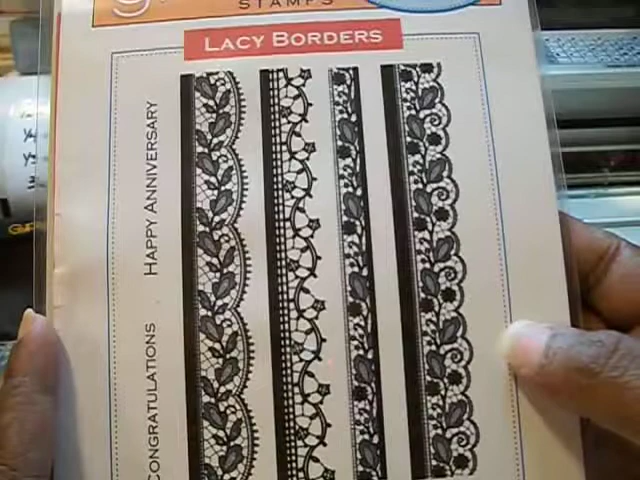 STAMPS
LACY BORDERS
HAPPY ANNIVERSARY
CONGRATULATIONS